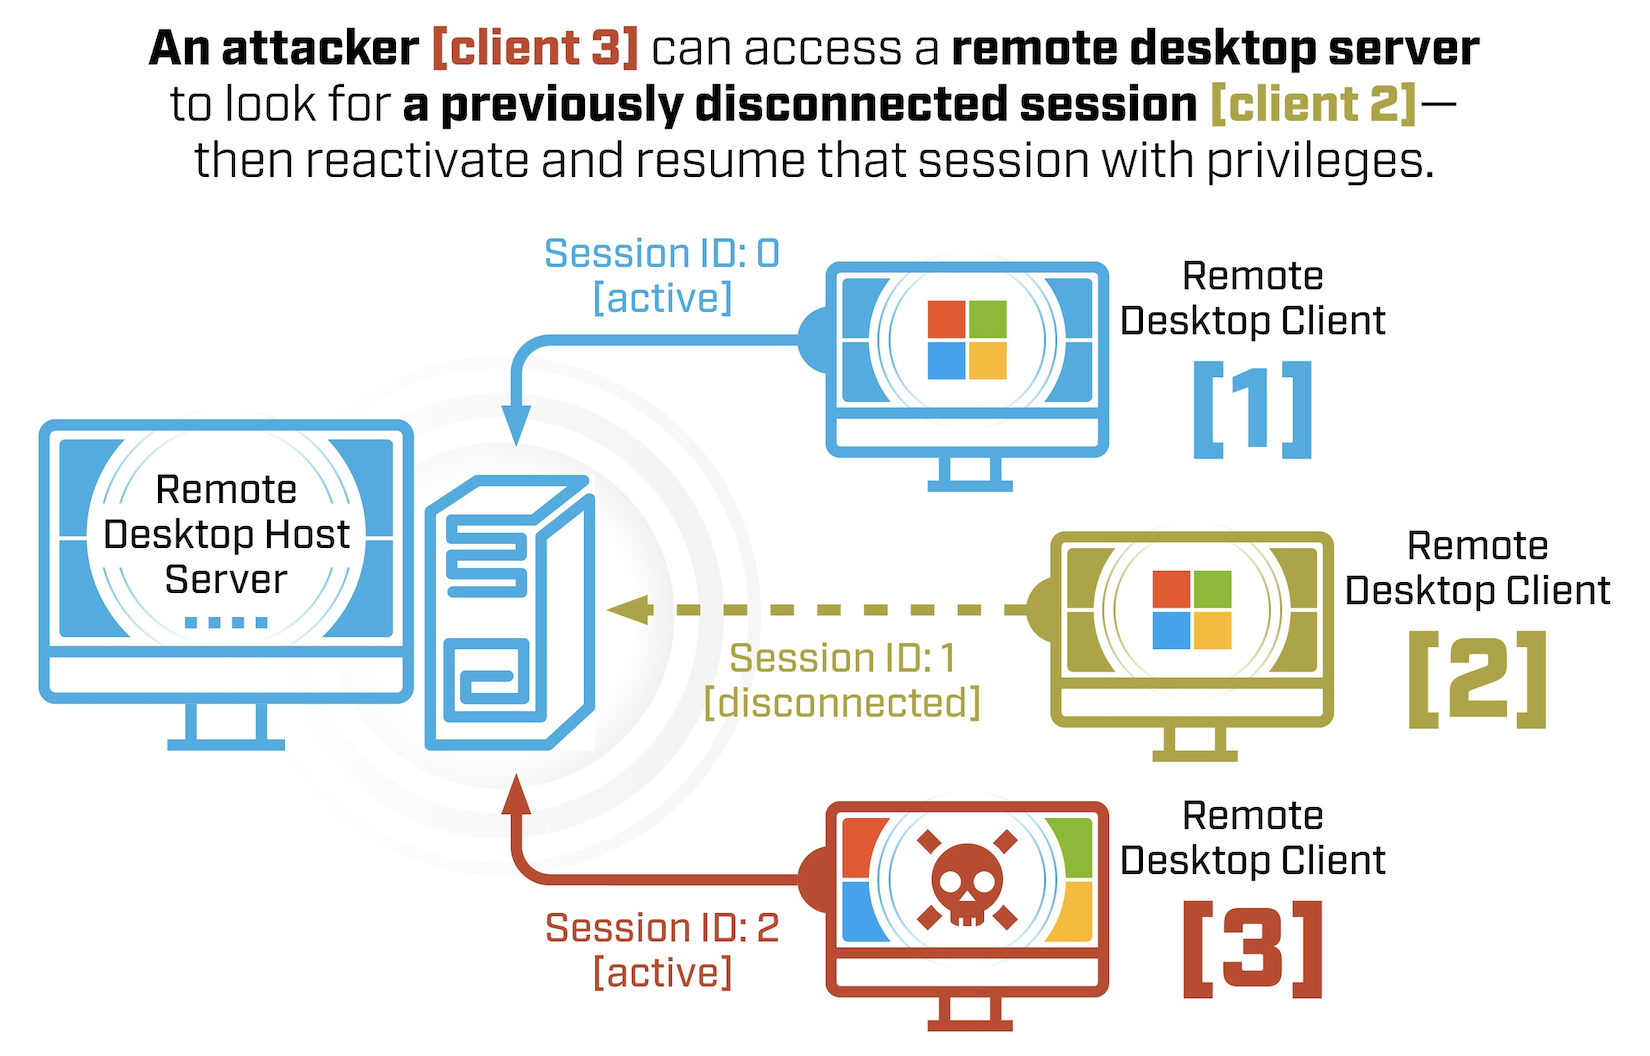 An attacker [client 3] can access a remote desktop server
to look for a previously disconnected session [client 2]—
then reactivate and resume that session with privileges.
Session ID: 0
[active]
Remote
Desktop Client
[1]
Remote
Desktop Host
Server
Remote
Desktop Client
[2]
Session ID: 1
[disconnected]
Remote
Desktop Client
[3]
Session ID: 2
[active]